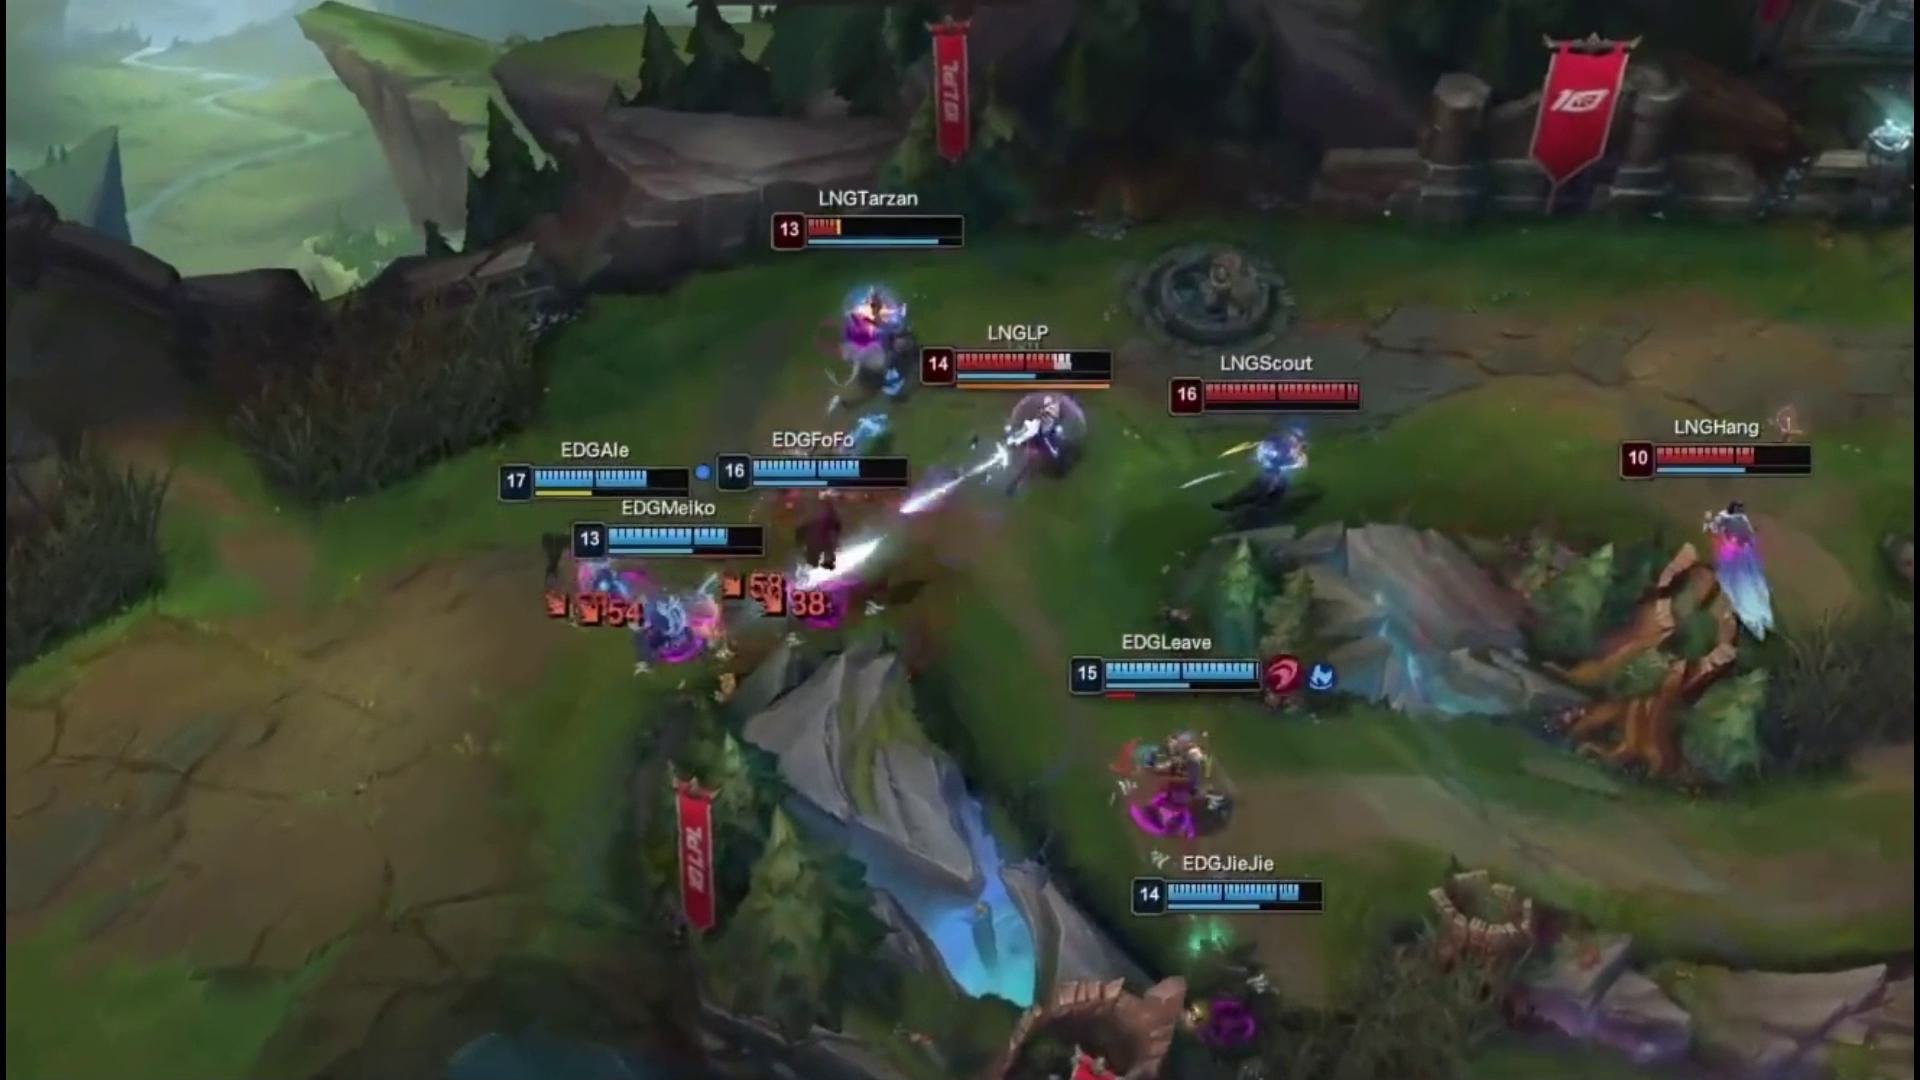 LNGTarzan
13
LNGLP
14
LNGScout
16
LNGHang
10
EDGAle
17
EDGFoFo
16
EDGMeiko
13
58
38
54
EDGLeave
15
EDGJieJie
14
LPL
LPL